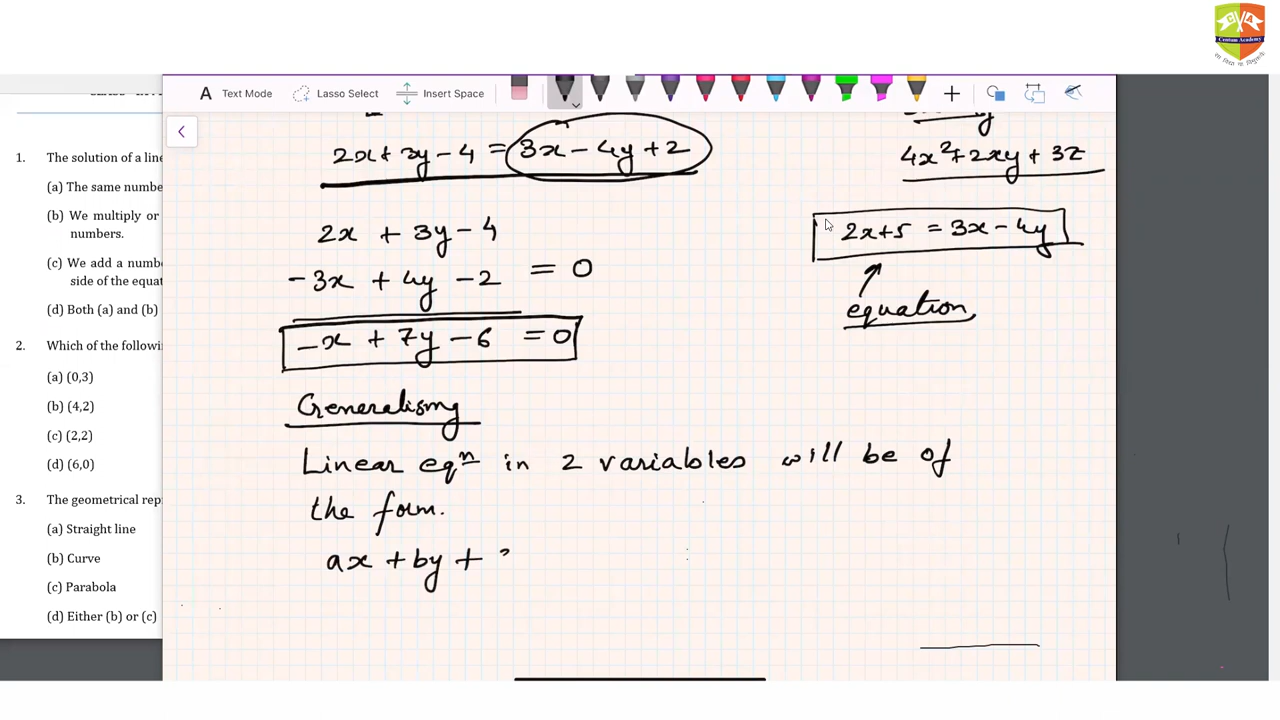 Centum Academy
Text Mode
Lasso Select
Insert Space
2x + 3y - 4 = 3x - 4y + 2
4x² + 2xy + 3z
2x + 3y - 4
-3x + 4y - 2 = 0
-x + 7y - 6 = 0
2x+5 = 3x - 4y
equation
Generalismy
Linear eqn in 2 variables will be of
the form.
ax + by +
1. The solution of a line
(a) The same numbe
(b) We multiply or
numbers.
(c) We add a numb
side of the equat
(d) Both (a) and (b)
2. Which of the followi
(a) (0,3)
(b) (4,2)
(c) (2,2)
(d) (6,0)
3. The geometrical rep
(a) Straight line
(b) Curve
(c) Parabola
(d) Either (b) or (c)